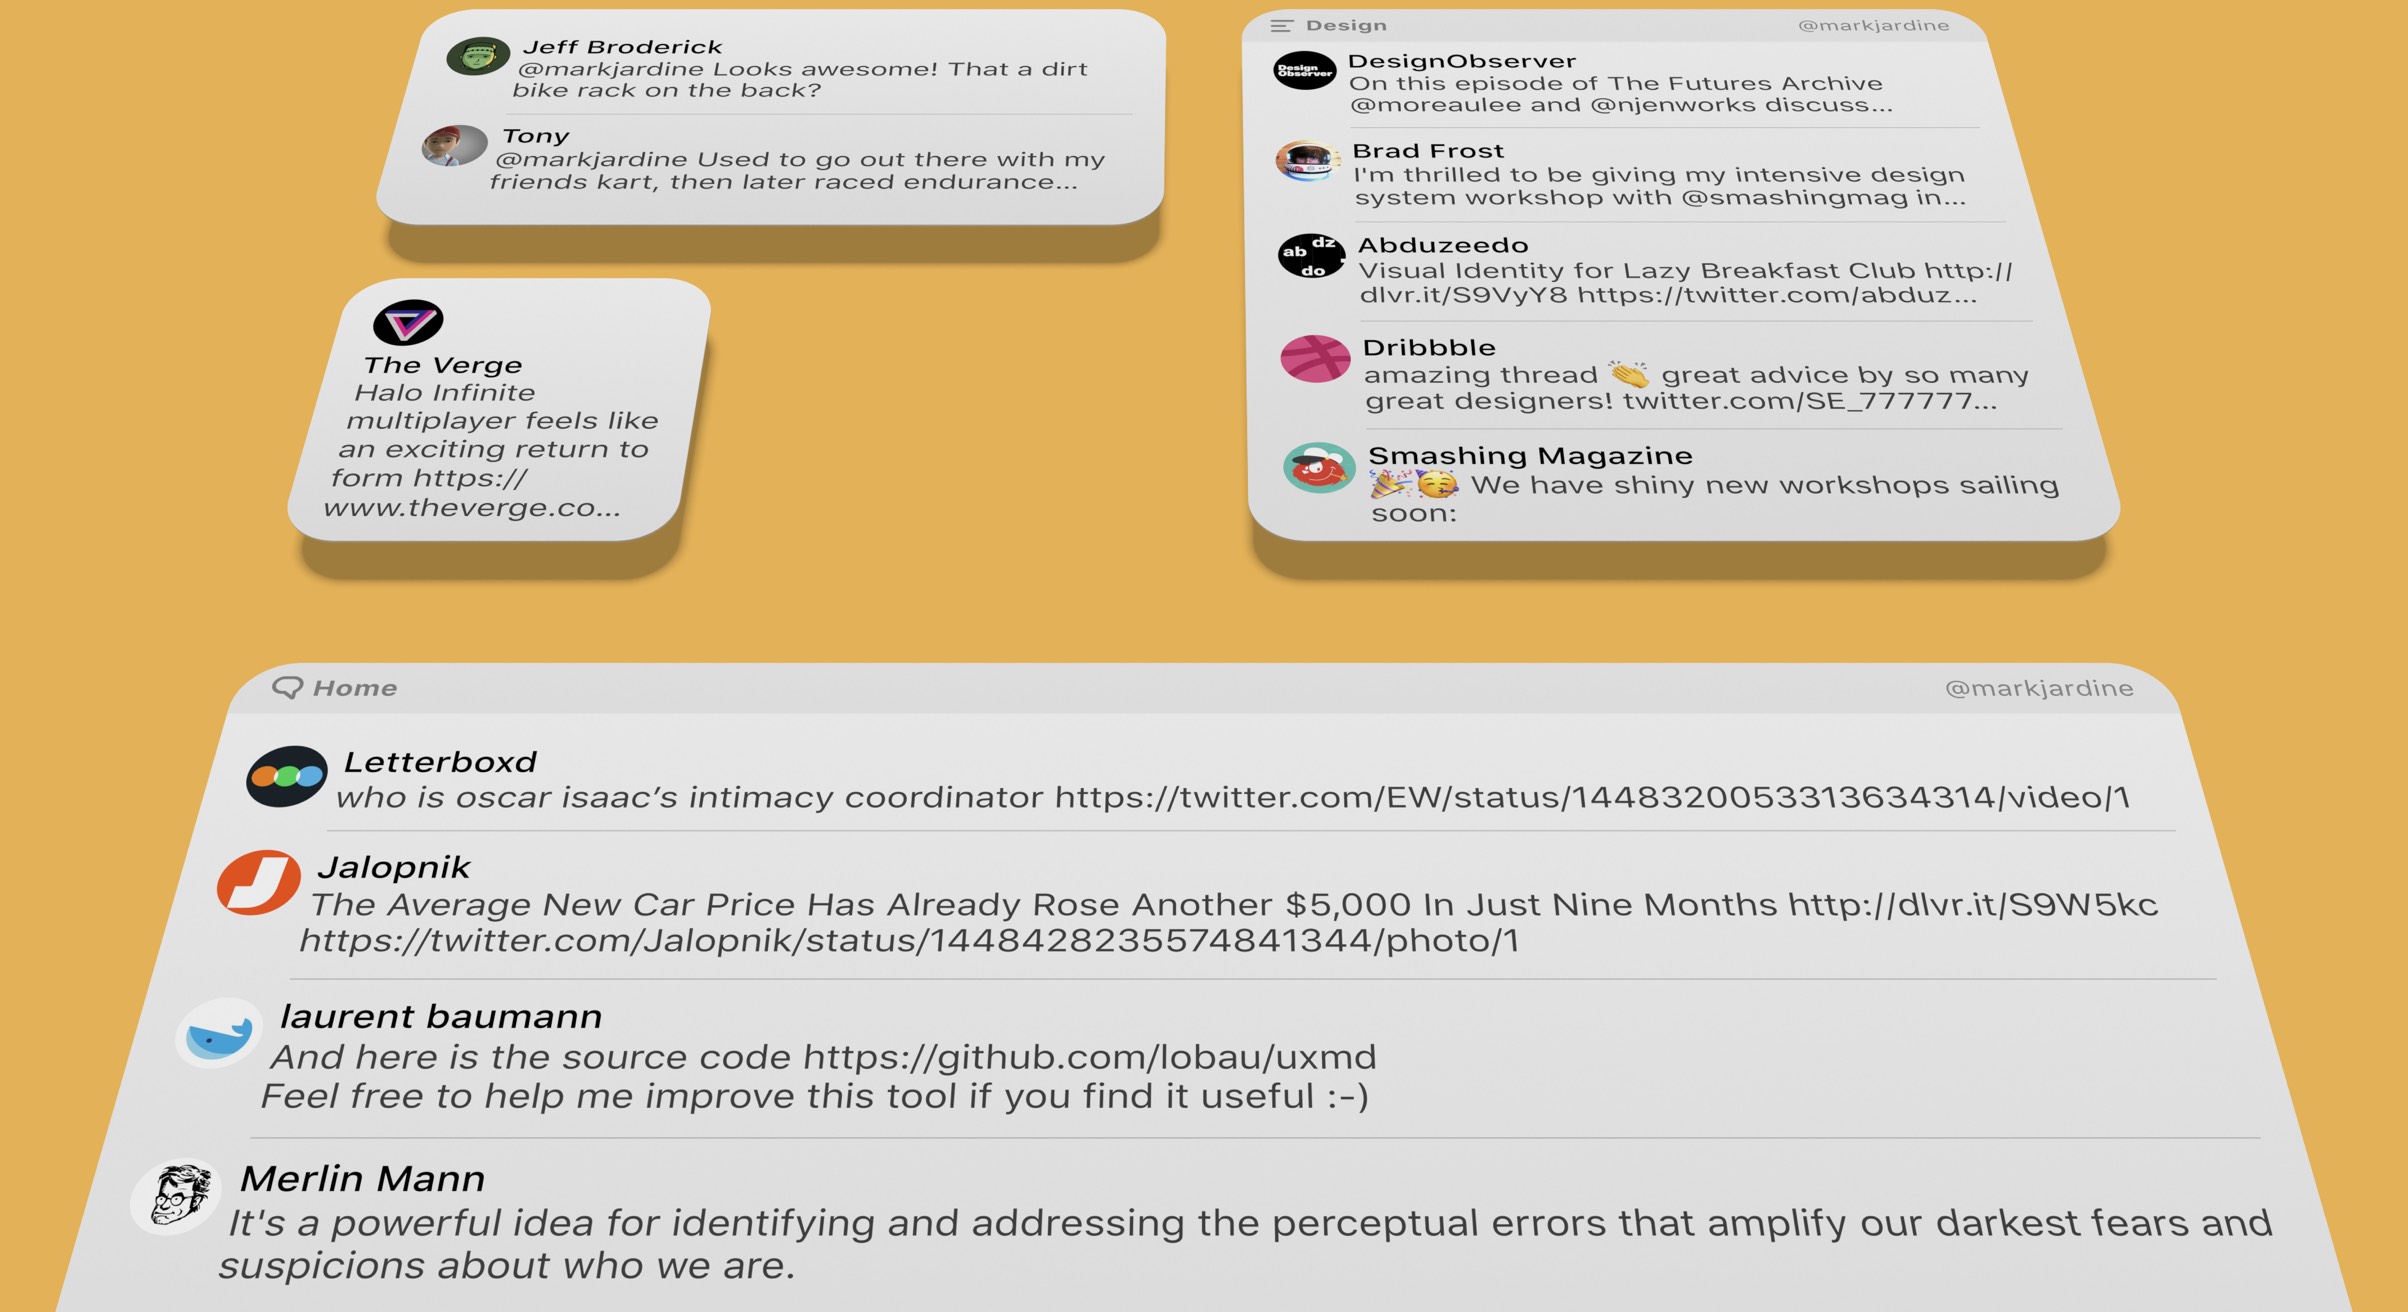 Jeff Broderick
@markjardine Looks awesome! That a dirt
bike rack on the back?
Tony
@markjardine Used to go out there with my
friends kart, then later raced endurance...
The Verge
Halo Infinite
multiplayer feels like
an exciting return to
form https://
www.theverge.co...
Design
@markjardine
Design
Observer
DesignObserver
On this episode of The Futures Archive
@moreaulee and @njenworks discuss...
Brad Frost
I'm thrilled to be giving my intensive design
system workshop with @smashingmag in...
ab dz
do
Abduzeedo
Visual Identity for Lazy Breakfast Club http://
dlvr.it/S9VyY8 https://twitter.com/abduz...
Dribbble
amazing thread 👏 great advice by so many
great designers! twitter.com/SE_777777...
Smashing Magazine
🎉🥳 We have shiny new workshops sailing
soon:
Home
@markjardine
Letterboxd
who is oscar isaac’s intimacy coordinator https://twitter.com/EW/status/1448320053313634314/video/1
Jalopnik
The Average New Car Price Has Already Rose Another $5,000 In Just Nine Months http://dlvr.it/S9W5kc
https://twitter.com/Jalopnik/status/1448428235574841344/photo/1
laurent baumann
And here is the source code https://github.com/lobau/uxmd
Feel free to help me improve this tool if you find it useful :-)
Merlin Mann
It's a powerful idea for identifying and addressing the perceptual errors that amplify our darkest fears and
suspicions about who we are.